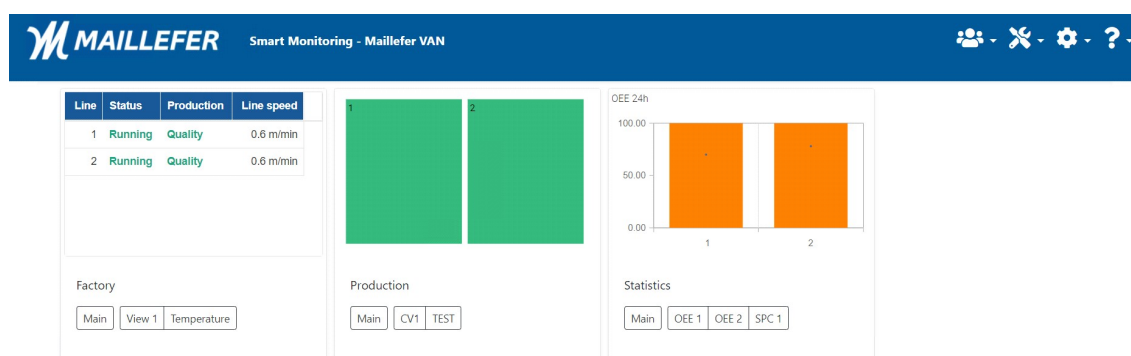 MAILLEFER Smart Monitoring - Maillefer VAN ?
Line Status Production Line speed
1 Running Quality 0.6 m/min
2 Running Quality 0.6 m/min
Factory
Main View 1 Temperature
1 2
Production
Main CV1 TEST
OEE 24h
100.00
50.00
0.00
1 2
Statistics
Main OEE 1 OEE 2 SPC 1